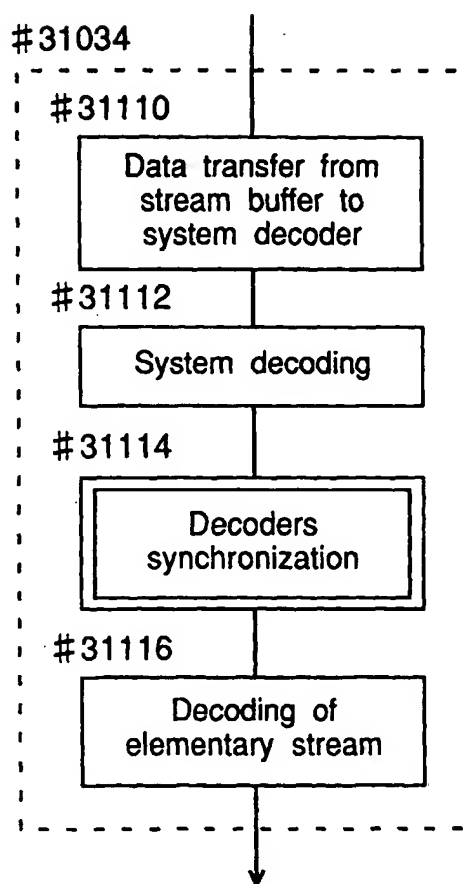 #31034
#31110
Data transfer from
stream buffer to
system decoder
#31112
System decoding
#31114
Decoders
synchronization
#31116
Decoding of
elementary stream